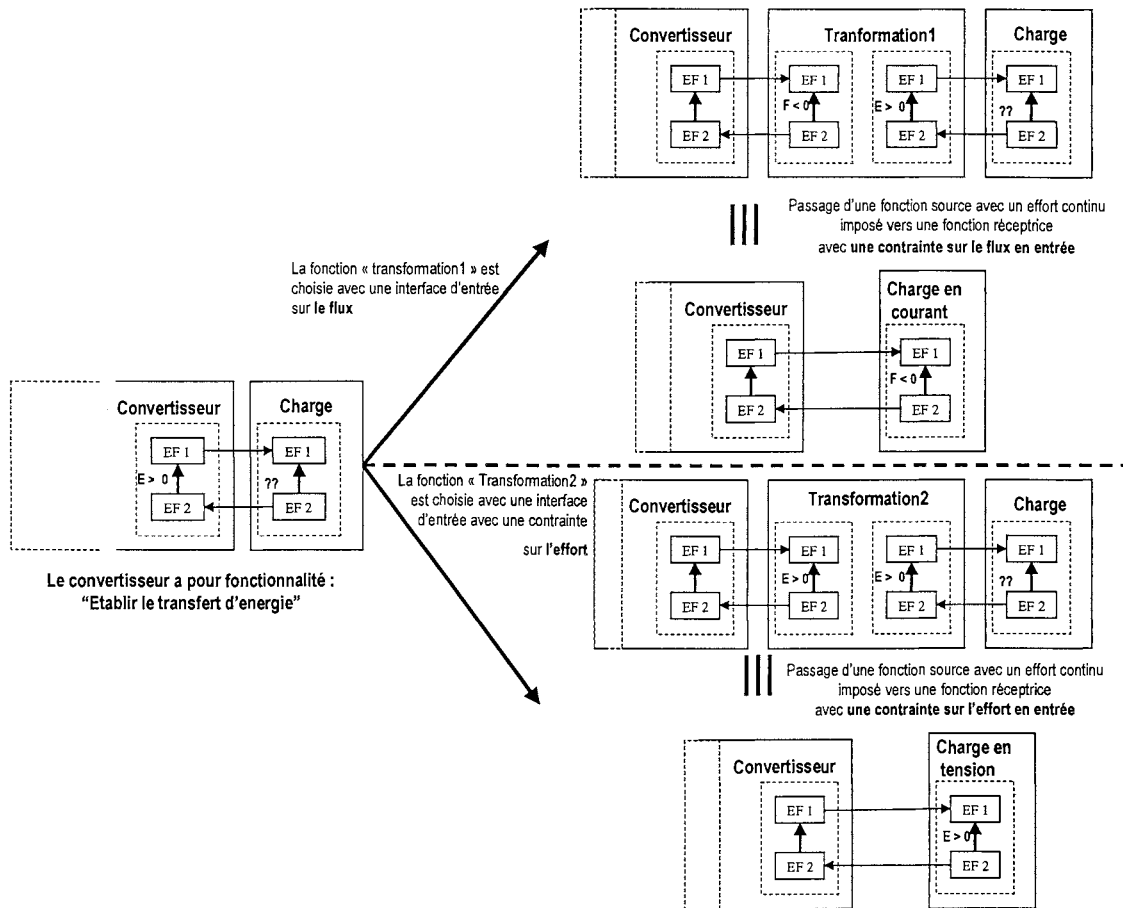 Convertisseur
Tranformation1
Charge
EF 1
EF 1
EF 1
EF 1
F < 0
E > 0
??
EF 2
EF 2
EF 2
EF 2
Passage d'une fonction source avec un effort continu
imposé vers une fonction réceptrice
avec une contrainte sur le flux en entrée
La fonction « transformation1 » est
choisie avec une interface d'entrée
sur le flux
Convertisseur
Charge en
courant
EF 1
EF 1
F < 0
EF 2
EF 2
Convertisseur
Charge
EF 1
EF 1
E > 0
??
EF 2
EF 2
Le convertisseur a pour fonctionnalité :
“Etablir le transfert d'energie”
La fonction « Transformation2 »
est choisie avec une interface
d'entrée avec une contrainte
sur l'effort
Convertisseur
Transformation2
Charge
EF 1
EF 1
EF 1
EF 1
E > 0
E > 0
??
EF 2
EF 2
EF 2
EF 2
Passage d'une fonction source avec un effort continu
imposé vers une fonction réceptrice
avec une contrainte sur l'effort en entrée
Convertisseur
Charge en
tension
EF 1
EF 1
E > 0
EF 2
EF 2